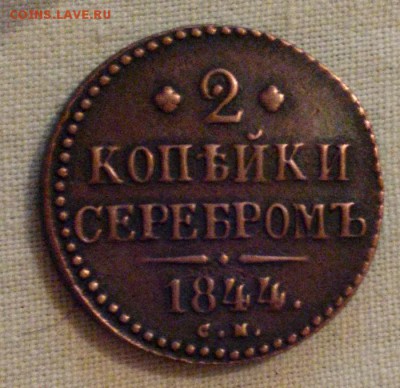 COINS.LAVE.RU
2
КОПѢЙКИ
СЕРЕБРОМЪ
1844.
С.М.